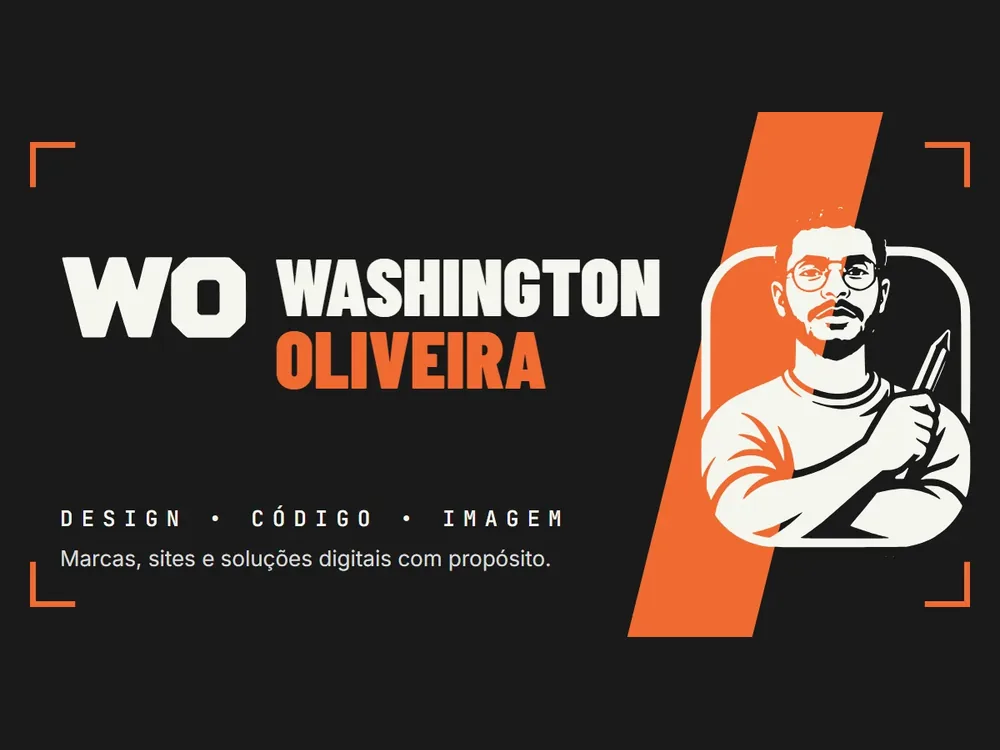 WO
WASHINGTON
OLIVEIRA
DESIGN • CÓDIGO • IMAGEM
Marcas, sites e soluções digitais com propósito.